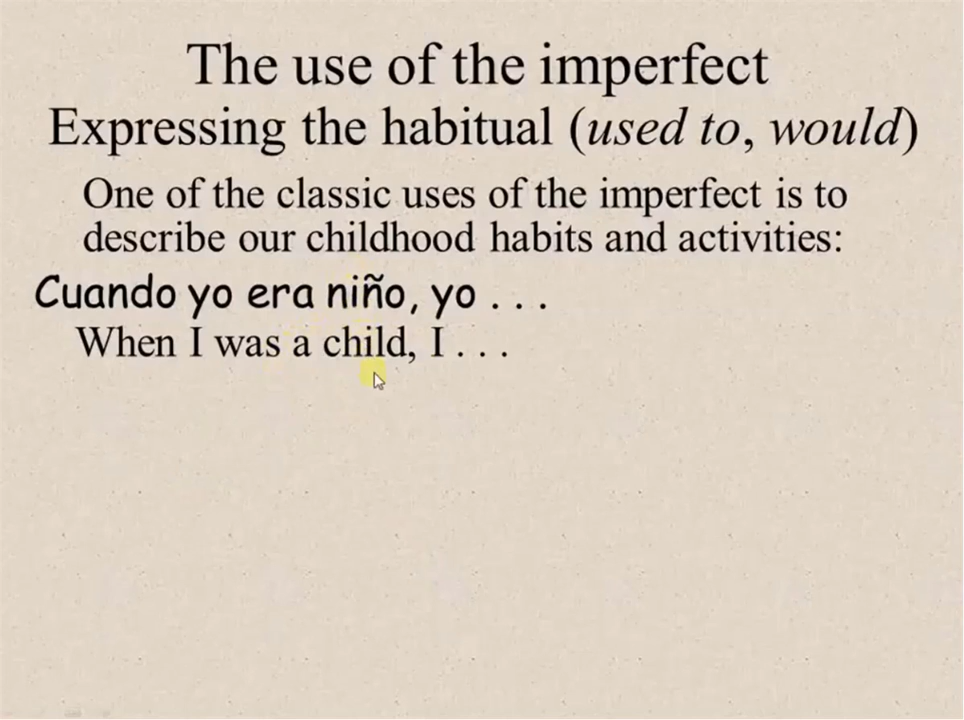 The use of the imperfect
Expressing the habitual (used to, would)
One of the classic uses of the imperfect is to
describe our childhood habits and activities:
Cuando yo era niño, yo . . .
When I was a child, I . . .